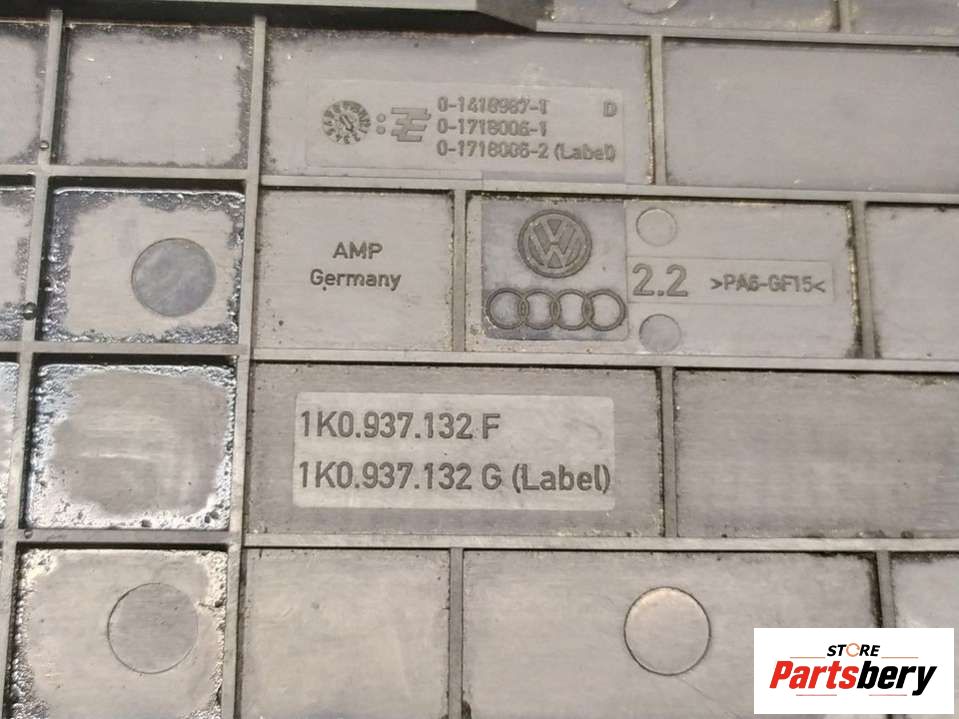 0-1418987-1 D
0-1718006-1
0-1718006-2 (Label)
AMP
Germany
VW
2.2 >PA6-GF15<
1K0.937.132 F
1K0.937.132 G (Label)
STORE
Partsbery